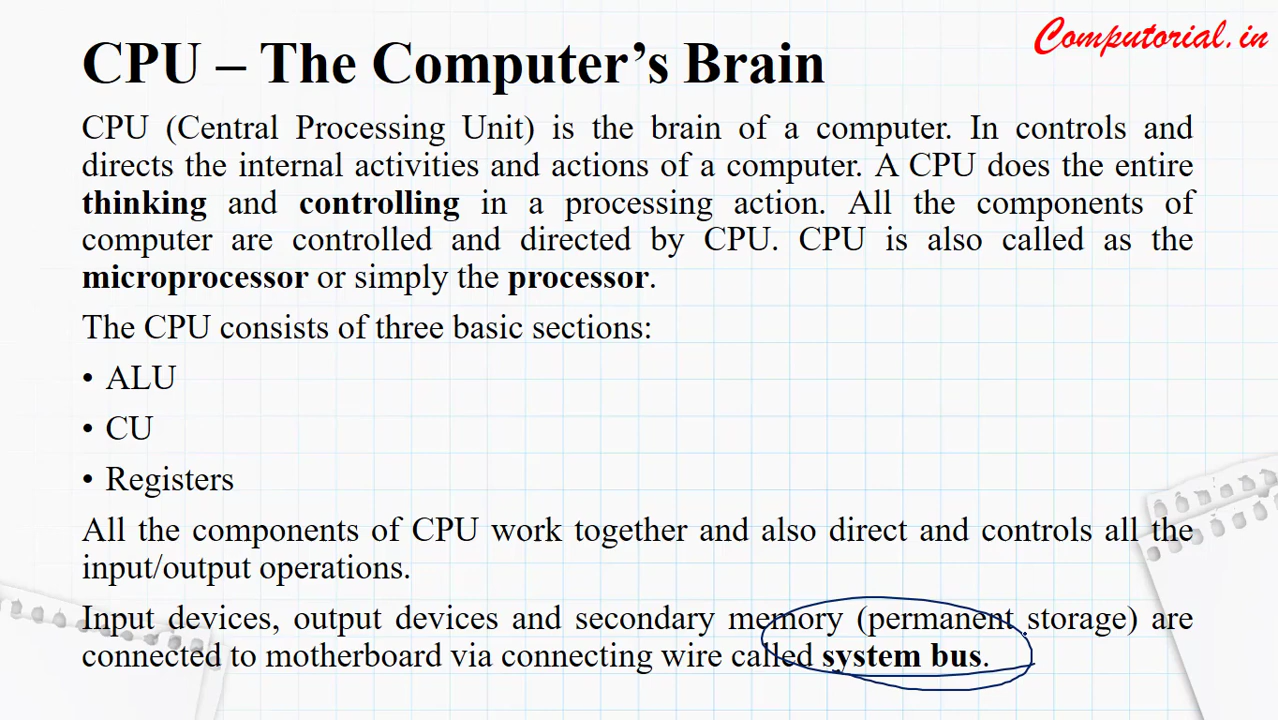 Computorial.in
CPU – The Computer’s Brain
CPU (Central Processing Unit) is the brain of a computer. In controls and
directs the internal activities and actions of a computer. A CPU does the entire
thinking and controlling in a processing action. All the components of
computer are controlled and directed by CPU. CPU is also called as the
microprocessor or simply the processor.
The CPU consists of three basic sections:
• ALU
• CU
• Registers
All the components of CPU work together and also direct and controls all the
input/output operations.
Input devices, output devices and secondary memory (permanent storage) are
connected to motherboard via connecting wire called system bus.